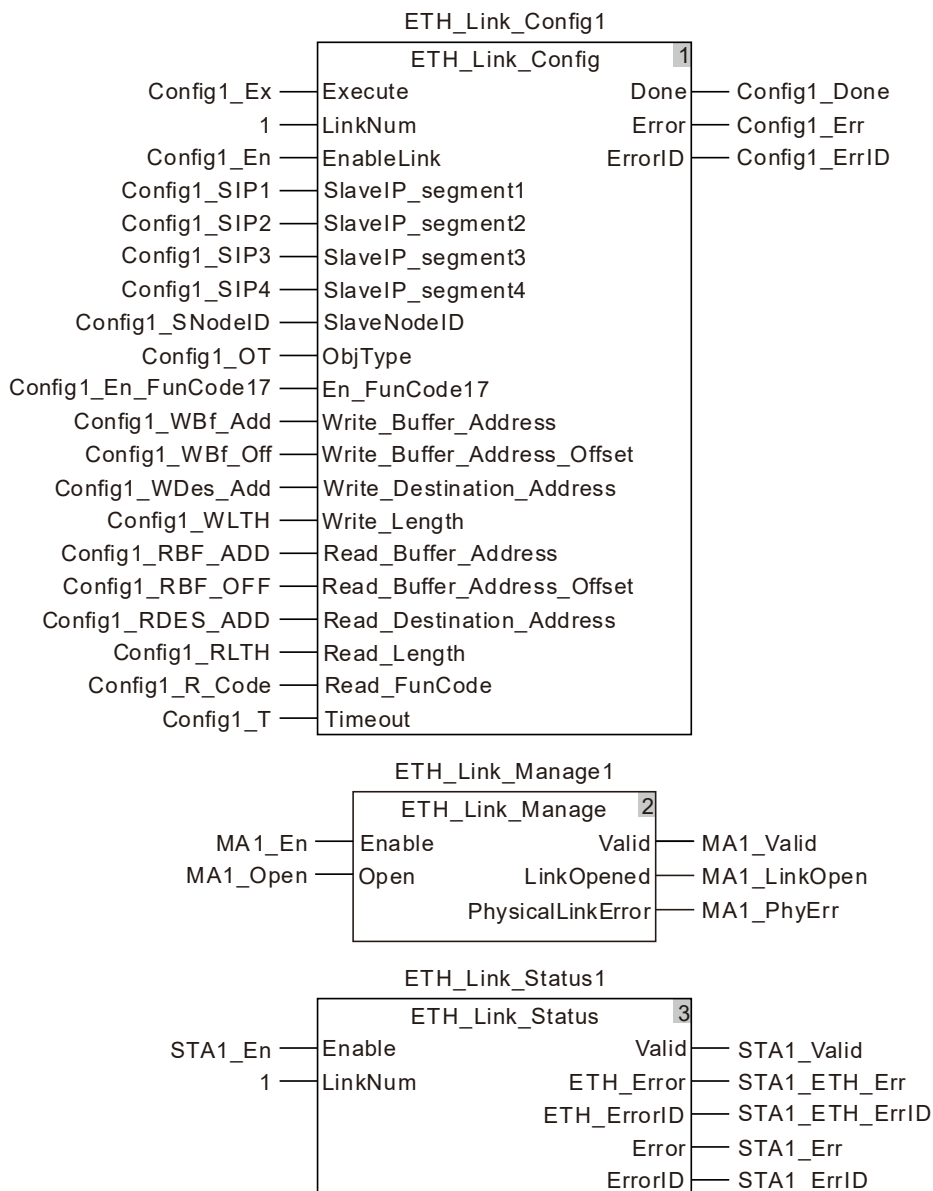 ETH_Link_Config1
ETH_Link_Config 1
Config1_Ex Execute Done Config1_Done
1 LinkNum Error Config1_Err
Config1_En EnableLink ErrorID Config1_ErrID
Config1_SIP1 SlaveIP_segment1
Config1_SIP2 SlaveIP_segment2
Config1_SIP3 SlaveIP_segment3
Config1_SIP4 SlaveIP_segment4
Config1_SNodeID SlaveNodeID
Config1_OT ObjType
Config1_En_FunCode17 En_FunCode17
Config1_WBf_Add Write_Buffer_Address
Config1_WBf_Off Write_Buffer_Address_Offset
Config1_WDes_Add Write_Destination_Address
Config1_WLTH Write_Length
Config1_RBF_ADD Read_Buffer_Address
Config1_RBF_OFF Read_Buffer_Address_Offset
Config1_RDES_ADD Read_Destination_Address
Config1_RLTH Read_Length
Config1_R_Code Read_FunCode
Config1_T Timeout
ETH_Link_Manage1
ETH_Link_Manage 2
MA1_En Enable Valid MA1_Valid
MA1_Open Open LinkOpened MA1_LinkOpen
PhysicalLinkError MA1_PhyErr
ETH_Link_Status1
ETH_Link_Status 3
STA1_En Enable Valid STA1_Valid
1 LinkNum ETH_Error STA1_ETH_Err
ETH_ErrorID STA1_ETH_ErrID
Error STA1_Err
ErrorID STA1_ErrID